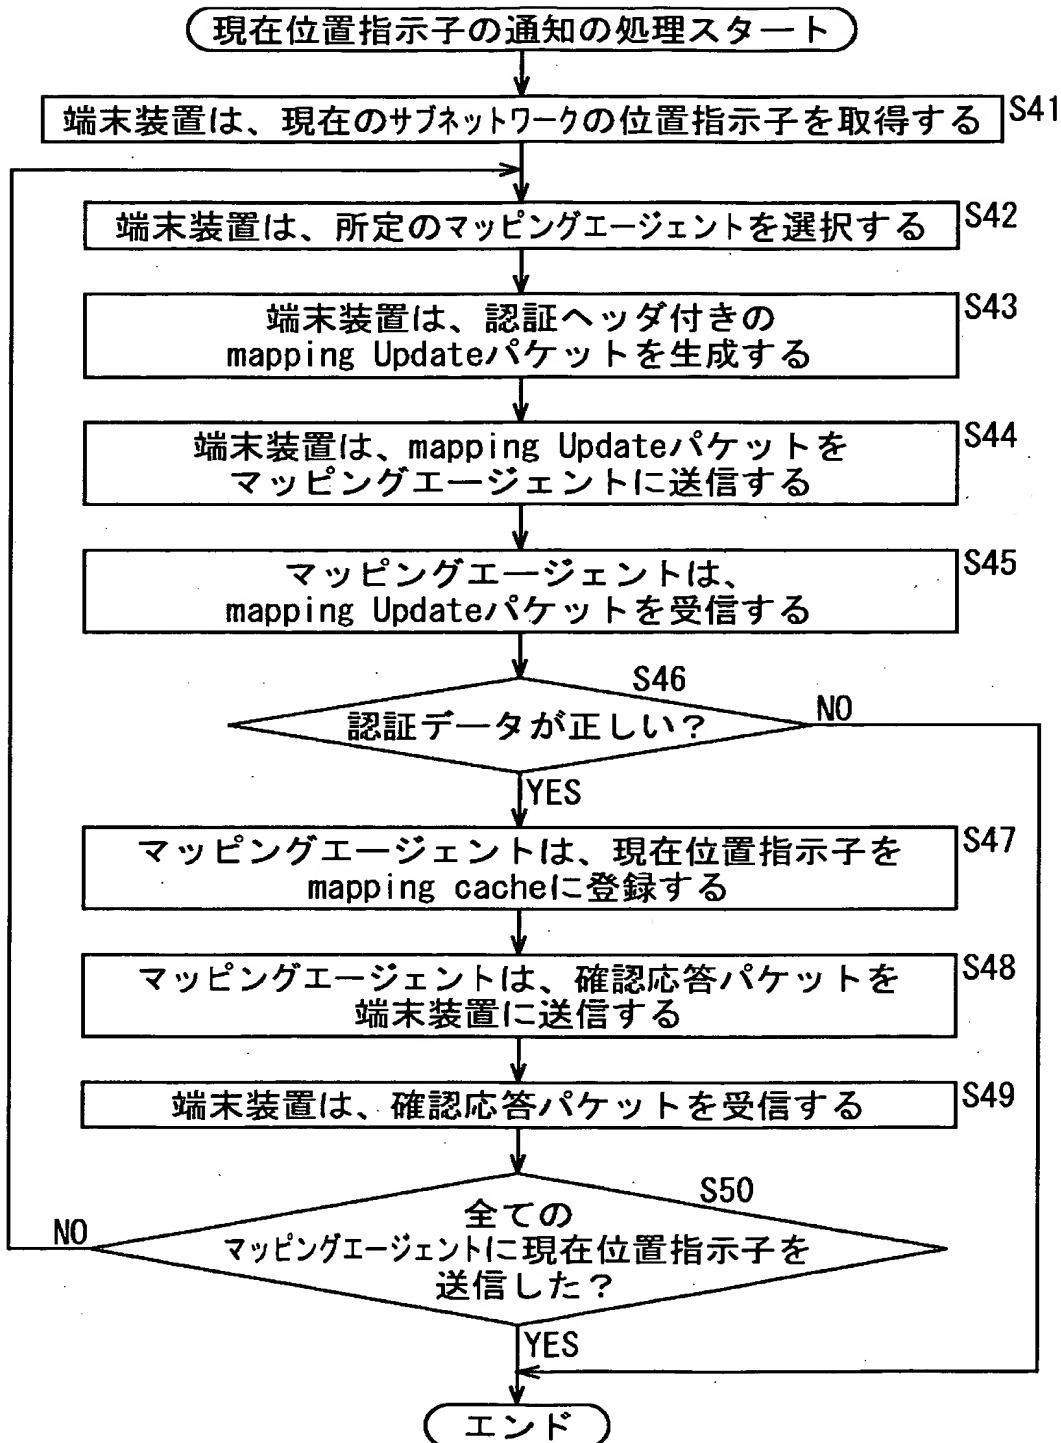 現在位置指示子の通知の処理スタート
端末装置は、現在のサブネットワークの位置指示子を取得する
S41
端末装置は、所定のマッピングエージェントを選択する
S42
端末装置は、認証ヘッダ付きの
mapping Updateパケットを生成する
S43
端末装置は、mapping Updateパケットを
マッピングエージェントに送信する
S44
マッピングエージェントは、
mapping Updateパケットを受信する
S45
S46
認証データが正しい?
NO
YES
マッピングエージェントは、現在位置指示子を
mapping cacheに登録する
S47
マッピングエージェントは、確認応答パケットを
端末装置に送信する
S48
端末装置は、確認応答パケットを受信する
S49
S50
全ての
マッピングエージェントに現在位置指示子を
送信した?
NO
YES
エンド